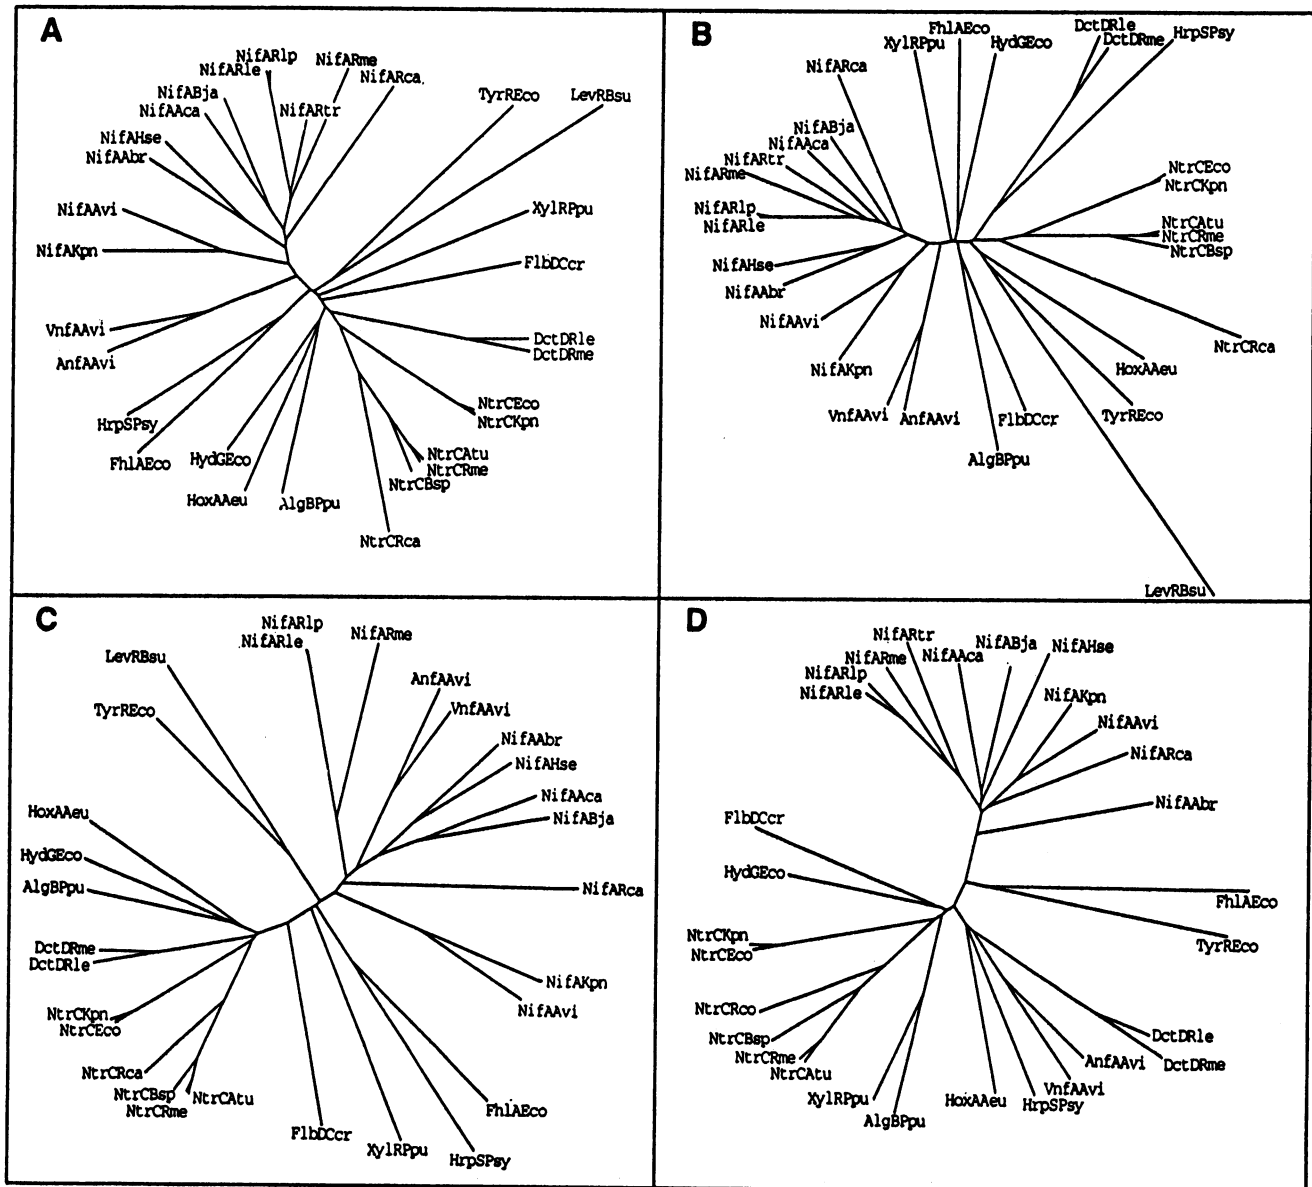 A
NifARlp
NifARle
NifARme
NifARca
NifABja
NifAAca
NifARtr
TyrREco
LevRBsu
NifAHse
NifAAbr
NifAAvi
XylRPpu
NifAKpn
FlbDCcr
VnfAAvi
AnfAAvi
DctDRle
DctDRme
HrpSPsy
NtrCEco
NtrCKpn
FhlAEco
HydGEco
NtrCAtu
NtrCRme
NtrCBsp
HoxAAeu
AlgBPpu
NtrCRca
B
FhlAEco
XylRPpu
HydGEco
DctDRle
DctDRme
HrpSPsy
NifARca
NifABja
NifAAca
NifARtr
NifARme
NtrCEco
NtrCKpn
NifARlp
NifARle
NtrCAtu
NtrCRme
NtrCBsp
NifAHse
NifAAbr
NifAAvi
NtrCRca
NifAKpn
HoxAAeu
VnfAAvi
AnfAAvi
FlbDCcr
TyrREco
AlgBPpu
LevRBsu
C
NifARlp
NifARle
NifARme
LevRBsu
AnfAAvi
TyrREco
VnfAAvi
NifAAbr
NifAHse
NifAAca
HoxAAeu
NifABja
HydGEco
AlgBPpu
NifARca
DctDRme
DctDRle
NifAKpn
NifAAvi
NtrCKpn
NtrCEco
NtrCRca
NtrCBsp
NtrCAtu
NtrCRme
FhlAEco
FlbDCcr
XylRPpu
HrpSPsy
D
NifARtr
NifABja
NifAHse
NifARme
NifAAca
NifARlp
NifARle
NifAKpn
NifAAvi
NifARca
NifAAbr
FlbDCcr
HydGEco
FhlAEco
NtrCKpn
NtrCEco
TyrREco
NtrCRco
NtrCBsp
DctDRle
NtrCRme
AnfAAvi
DctDRme
NtrCAtu
VnfAAvi
XylRPpu
HoxAAeu
HrpSPsy
AlgBPpu